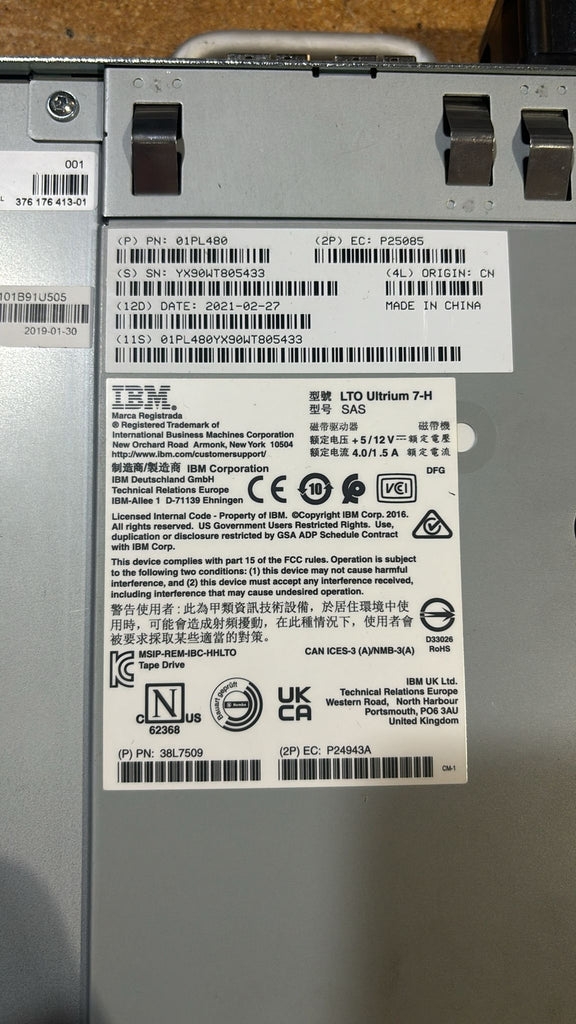 001
376 176 413-01
101B91U505
2019-01-30
(P) PN: 01PL480
(2P) EC: P25085
(S) SN: YX90WT805433
(4L) ORIGIN: CN
(12D) DATE: 2021-02-27
MADE IN CHINA
(11S) 01PL480YX90WT805433
IBM®
Marca Registrada
® Registered Trademark of
International Business Machines Corporation
New Orchard Road Armonk, New York 10504
http://www.ibm.com/customersupport/
型號 LTO Ultrium 7-H
型号 SAS
磁带驱动器 磁帶機
额定电压 +5/12V⎓ 額定電壓
额定电流 4.0/1.5 A 額定電流
制造商/製造商 IBM Corporation
IBM Deutschland GmbH
Technical Relations Europe
IBM-Allee 1 D-71139 Ehningen
CE
10
VCI
DFG
Licensed Internal Code - Property of IBM. ©Copyright IBM Corp. 2016.
All rights reserved. US Government Users Restricted Rights. Use,
duplication or disclosure restricted by GSA ADP Schedule Contract
with IBM Corp.
This device complies with part 15 of the FCC rules. Operation is subject
to the following two conditions: (1) this device may not cause harmful
interference, and (2) this device must accept any interference received,
including interference that may cause undesired operation.
警告使用者 : 此為甲類資訊技術設備，於居住環境中使
用時，可能會造成射頻擾動，在此種情況下，使用者會
被要求採取某些適當的對策。
D33026
RoHS
MSIP-REM-IBC-HHLTO
Tape Drive
CAN ICES-3 (A)/NMB-3(A)
C N US
62368
Bauart geprüft
Nemko
UK
CA
IBM UK Ltd.
Technical Relations Europe
Western Road, North Harbour
Portsmouth, PO6 3AU
United Kingdom
(P) PN: 38L7509
(2P) EC: P24943A
CM-1